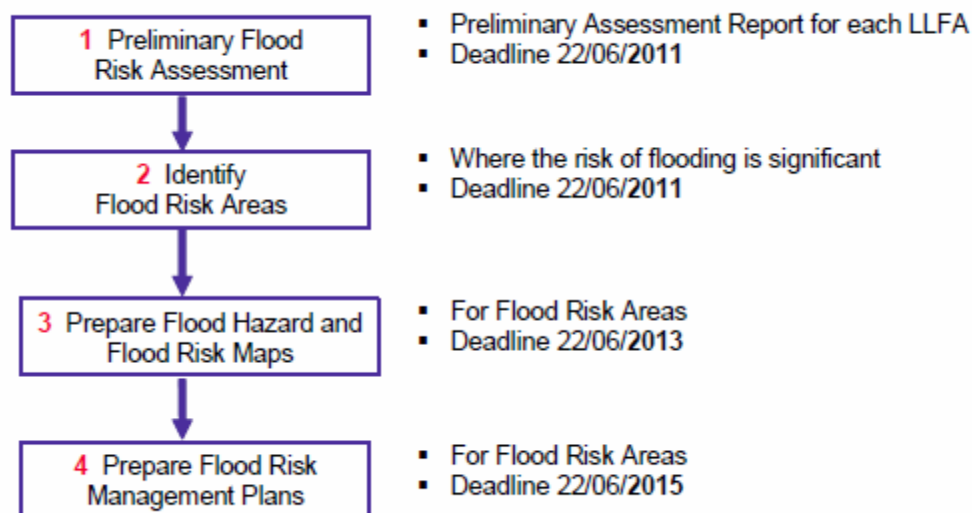 1 Preliminary Flood
Risk Assessment
▪ Preliminary Assessment Report for each LLFA
▪ Deadline 22/06/2011
2 Identify
Flood Risk Areas
▪ Where the risk of flooding is significant
▪ Deadline 22/06/2011
3 Prepare Flood Hazard and
Flood Risk Maps
▪ For Flood Risk Areas
▪ Deadline 22/06/2013
4 Prepare Flood Risk
Management Plans
▪ For Flood Risk Areas
▪ Deadline 22/06/2015